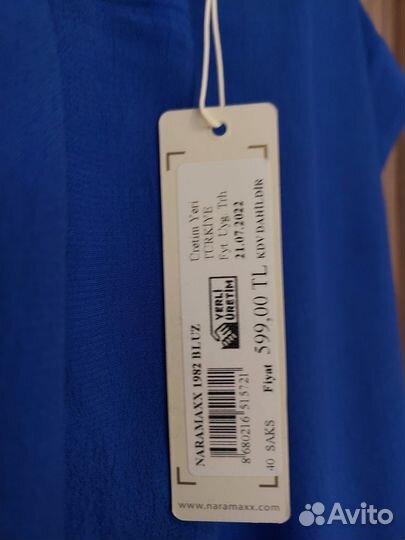 NARAMAXX 1982 BLUZ
8 680216 515721
40 SAKS
Üretim Yeri
TÜRKİYE
Fyt Uyg Trh
21.07.2022
YERLİ
ÜRETİM
Fiyat 599,00 TL
KDV DAHİLDİR
www.naramaxx.com
Avito